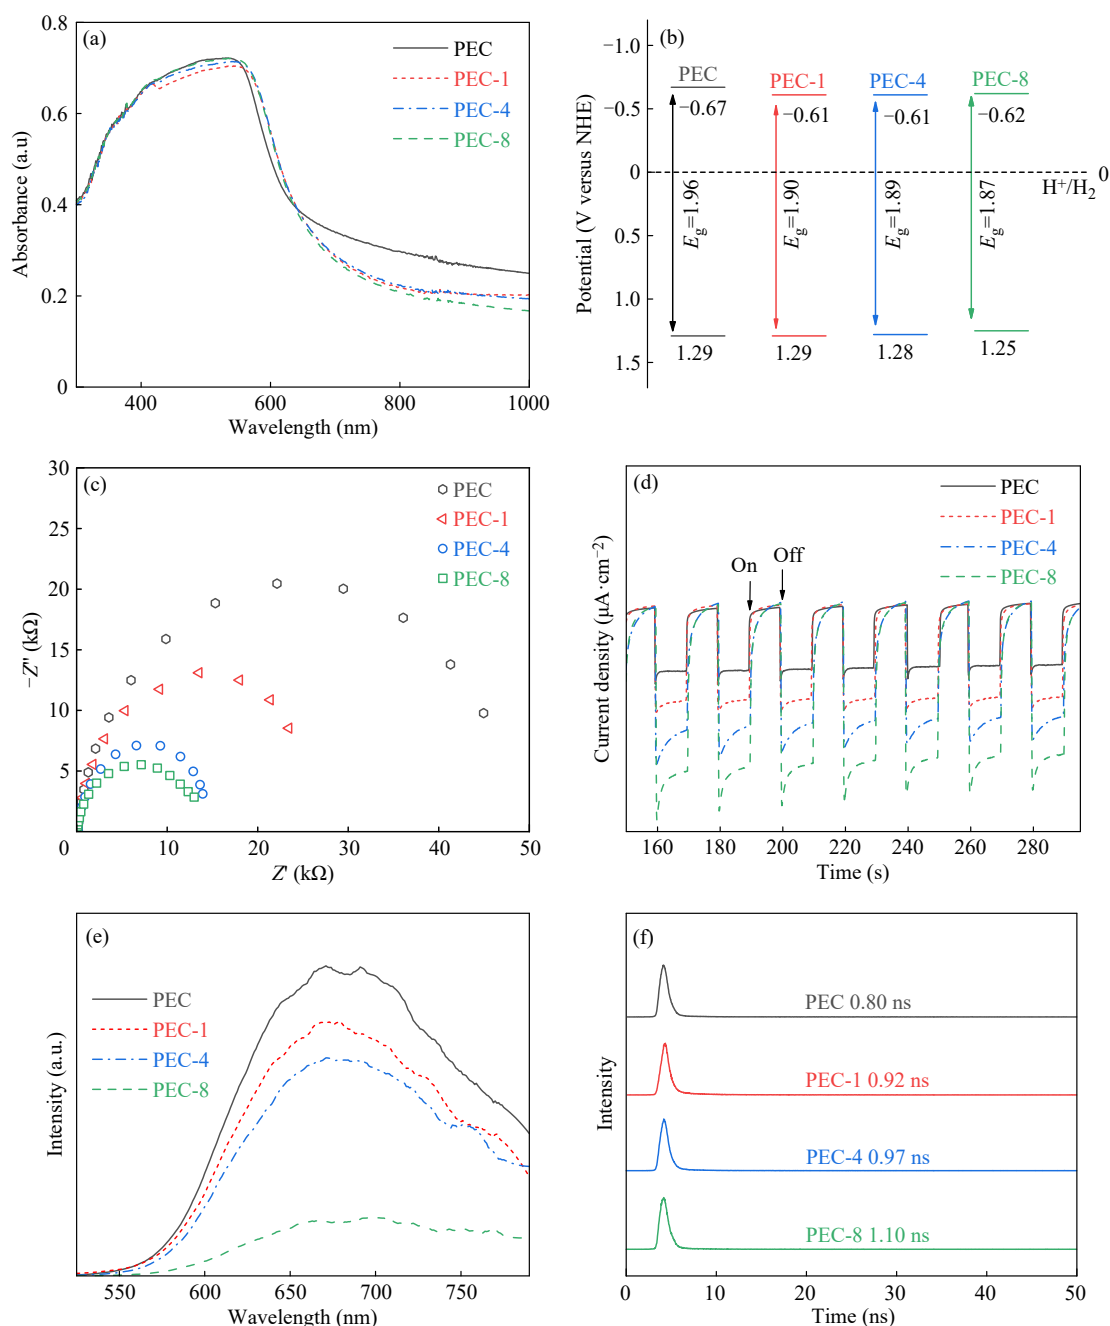 (a)
PEC
PEC-1
PEC-4
PEC-8
0.8
0.6
0.4
0.2
0
Absorbance (a.u)
400
600
800
1000
Wavelength (nm)
(b)
−1.0
−0.5
0
0.5
1.0
1.5
Potential (V versus NHE)
PEC
PEC-1
PEC-4
PEC-8
−0.67
−0.61
−0.61
−0.62
0
H⁺/H₂
E_g=1.96
E_g=1.90
E_g=1.89
E_g=1.87
1.29
1.29
1.28
1.25
(c)
PEC
PEC-1
PEC-4
PEC-8
30
25
20
15
10
5
0
−Z″ (kΩ)
10
20
30
40
50
Z′ (kΩ)
(d)
PEC
PEC-1
PEC-4
PEC-8
On
Off
Current density (μA·cm⁻²)
160
180
200
220
240
260
280
Time (s)
(e)
PEC
PEC-1
PEC-4
PEC-8
Intensity (a.u.)
550
600
650
700
750
Wavelength (nm)
(f)
PEC 0.80 ns
PEC-1 0.92 ns
PEC-4 0.97 ns
PEC-8 1.10 ns
Intensity
0
10
20
30
40
50
Time (ns)